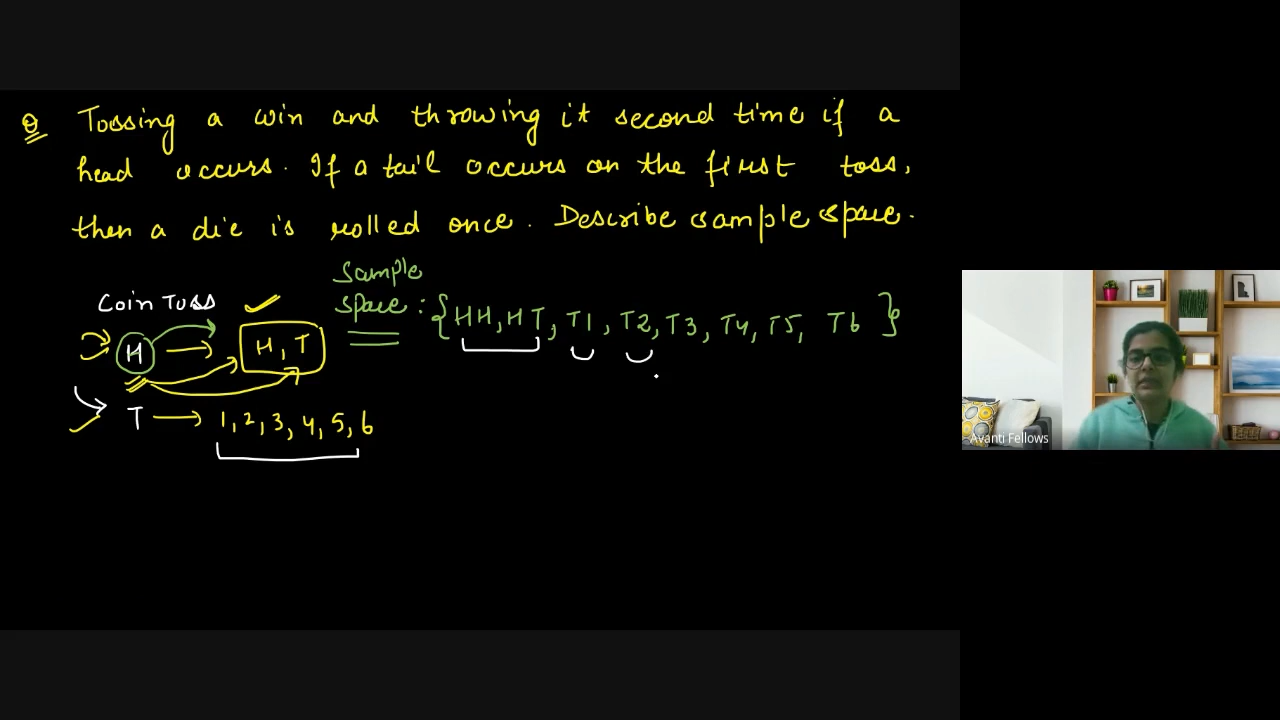 Q Tossing a coin and throwing it second time if a
head occurs. If a tail occurs on the first toss,
then a die is rolled once. Describe sample space.
Coin Toss
H → H, T
T → 1, 2, 3, 4, 5, 6
Sample
space : {HH, HT, T1, T2, T3, T4, T5, T6}
Avanti Fellows